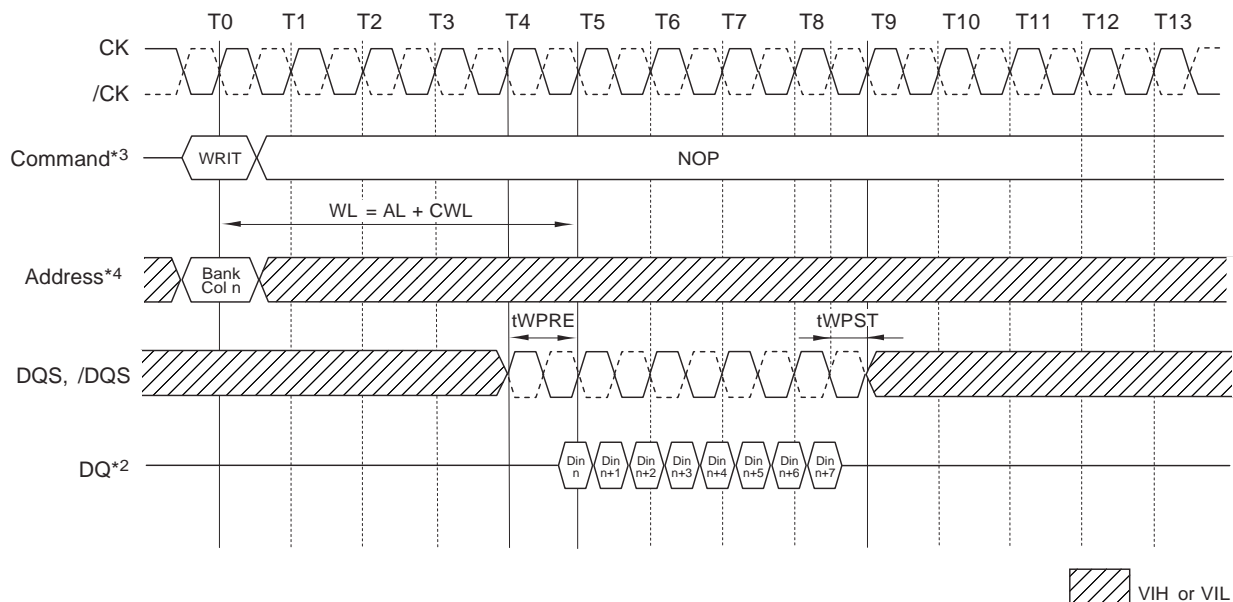 T0 T1 T2 T3 T4 T5 T6 T7 T8 T9 T10 T11 T12 T13
CK
/CK
Command*3
WRIT
NOP
WL = AL + CWL
Address*4
Bank
Col n
tWPRE
tWPST
DQS, /DQS
DQ*2
Din
n
Din
n+1
Din
n+2
Din
n+3
Din
n+4
Din
n+5
Din
n+6
Din
n+7
VIH or VIL